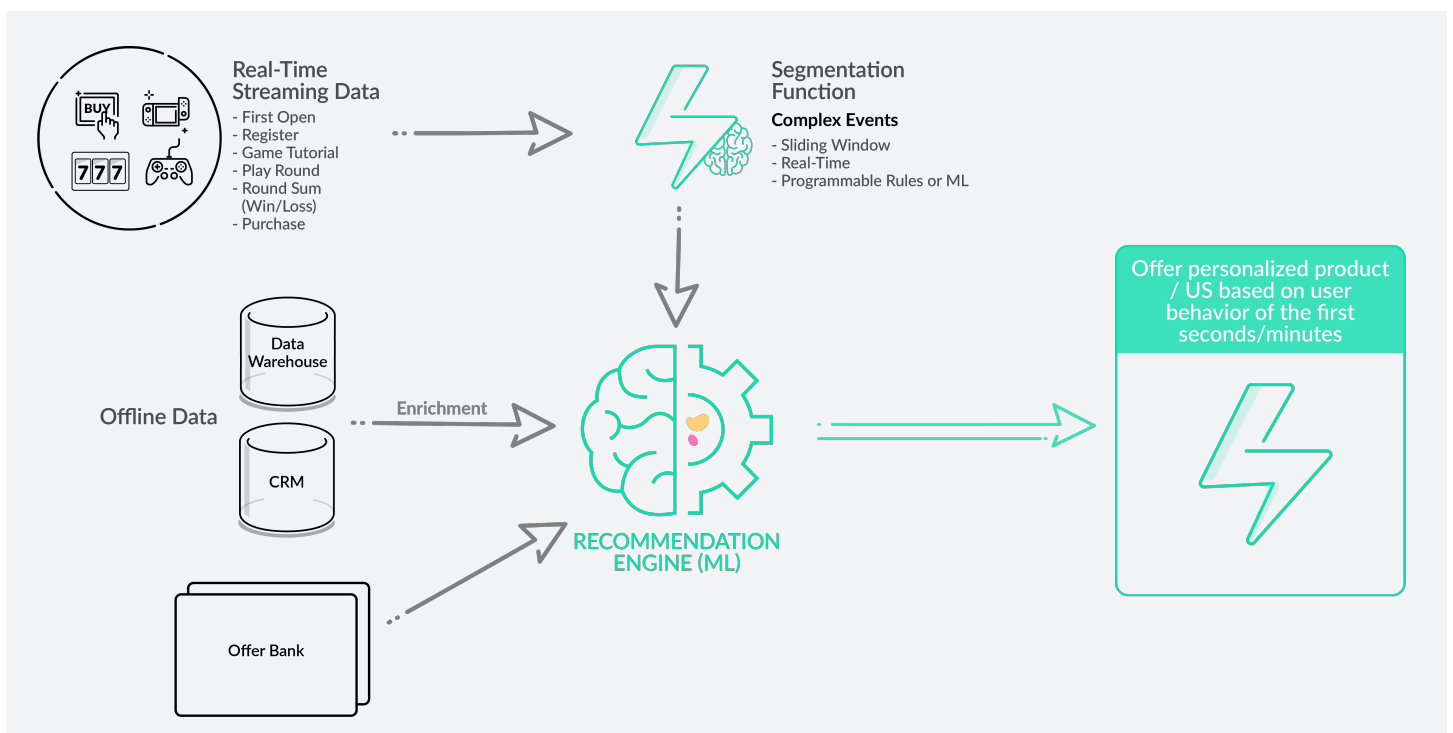 Real-Time
Streaming Data
- First Open
- Register
- Game Tutorial
- Play Round
- Round Sum
(Win/Loss)
- Purchase
BUY
777
Segmentation
Function
Complex Events
- Sliding Window
- Real-Time
- Programmable Rules or ML
Offer personalized product
/ US based on user
behavior of the first
seconds/minutes
Offline Data
Data
Warehouse
CRM
Enrichment
RECOMMENDATION
ENGINE (ML)
Offer Bank